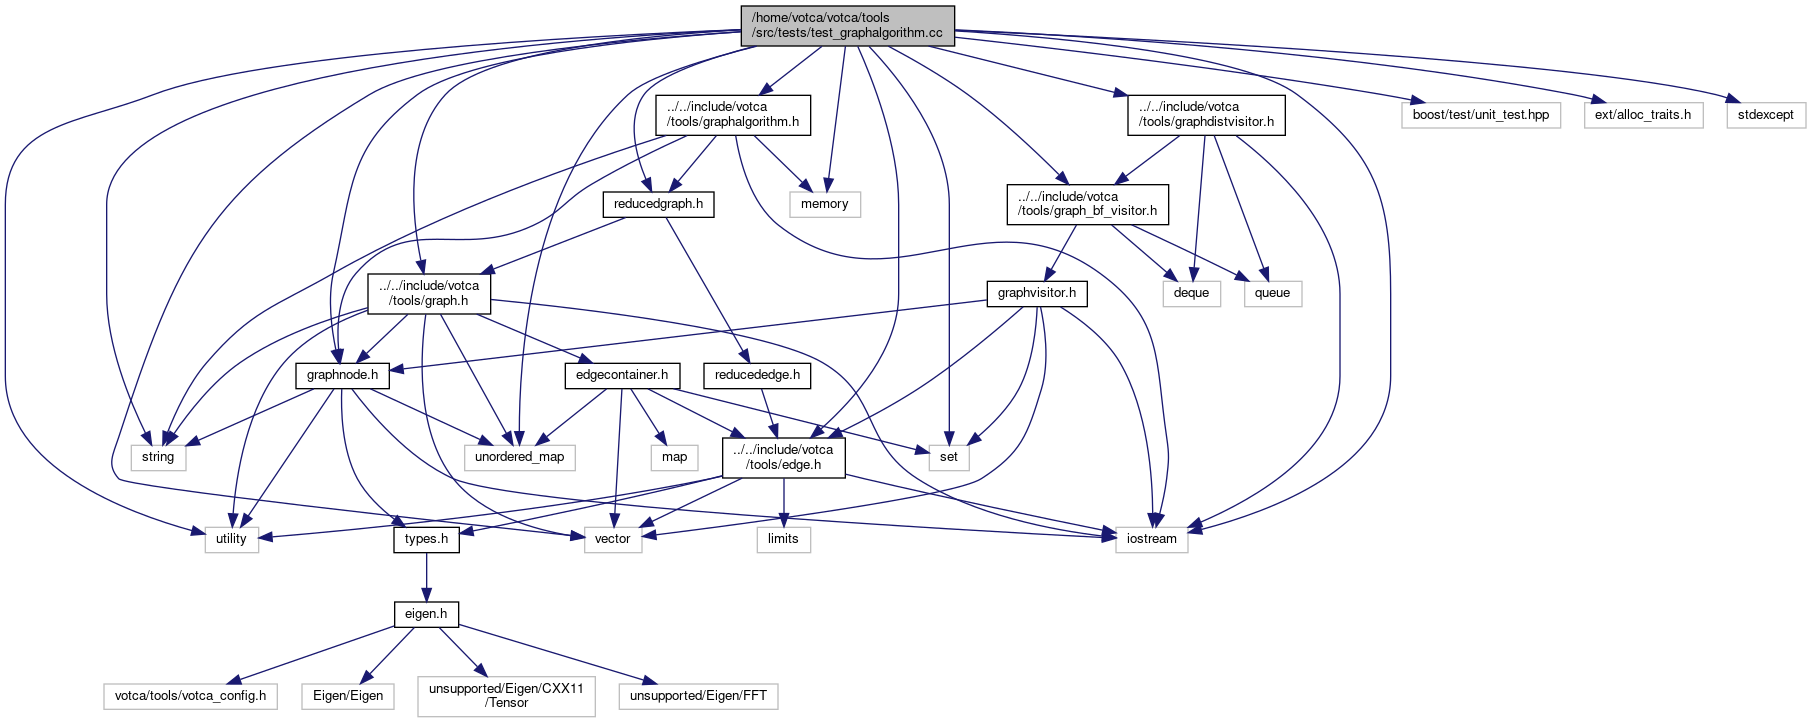 /home/votca/votca/tools
/src/tests/test_graphalgorithm.cc
../../include/votca
/tools/graphalgorithm.h
../../include/votca
/tools/graphdistvisitor.h
boost/test/unit_test.hpp
ext/alloc_traits.h
stdexcept
reducedgraph.h
memory
../../include/votca
/tools/graph_bf_visitor.h
../../include/votca
/tools/graph.h
graphvisitor.h
deque
queue
graphnode.h
edgecontainer.h
reducededge.h
string
unordered_map
map
../../include/votca
/tools/edge.h
set
utility
types.h
vector
limits
iostream
eigen.h
votca/tools/votca_config.h
Eigen/Eigen
unsupported/Eigen/CXX11
/Tensor
unsupported/Eigen/FFT